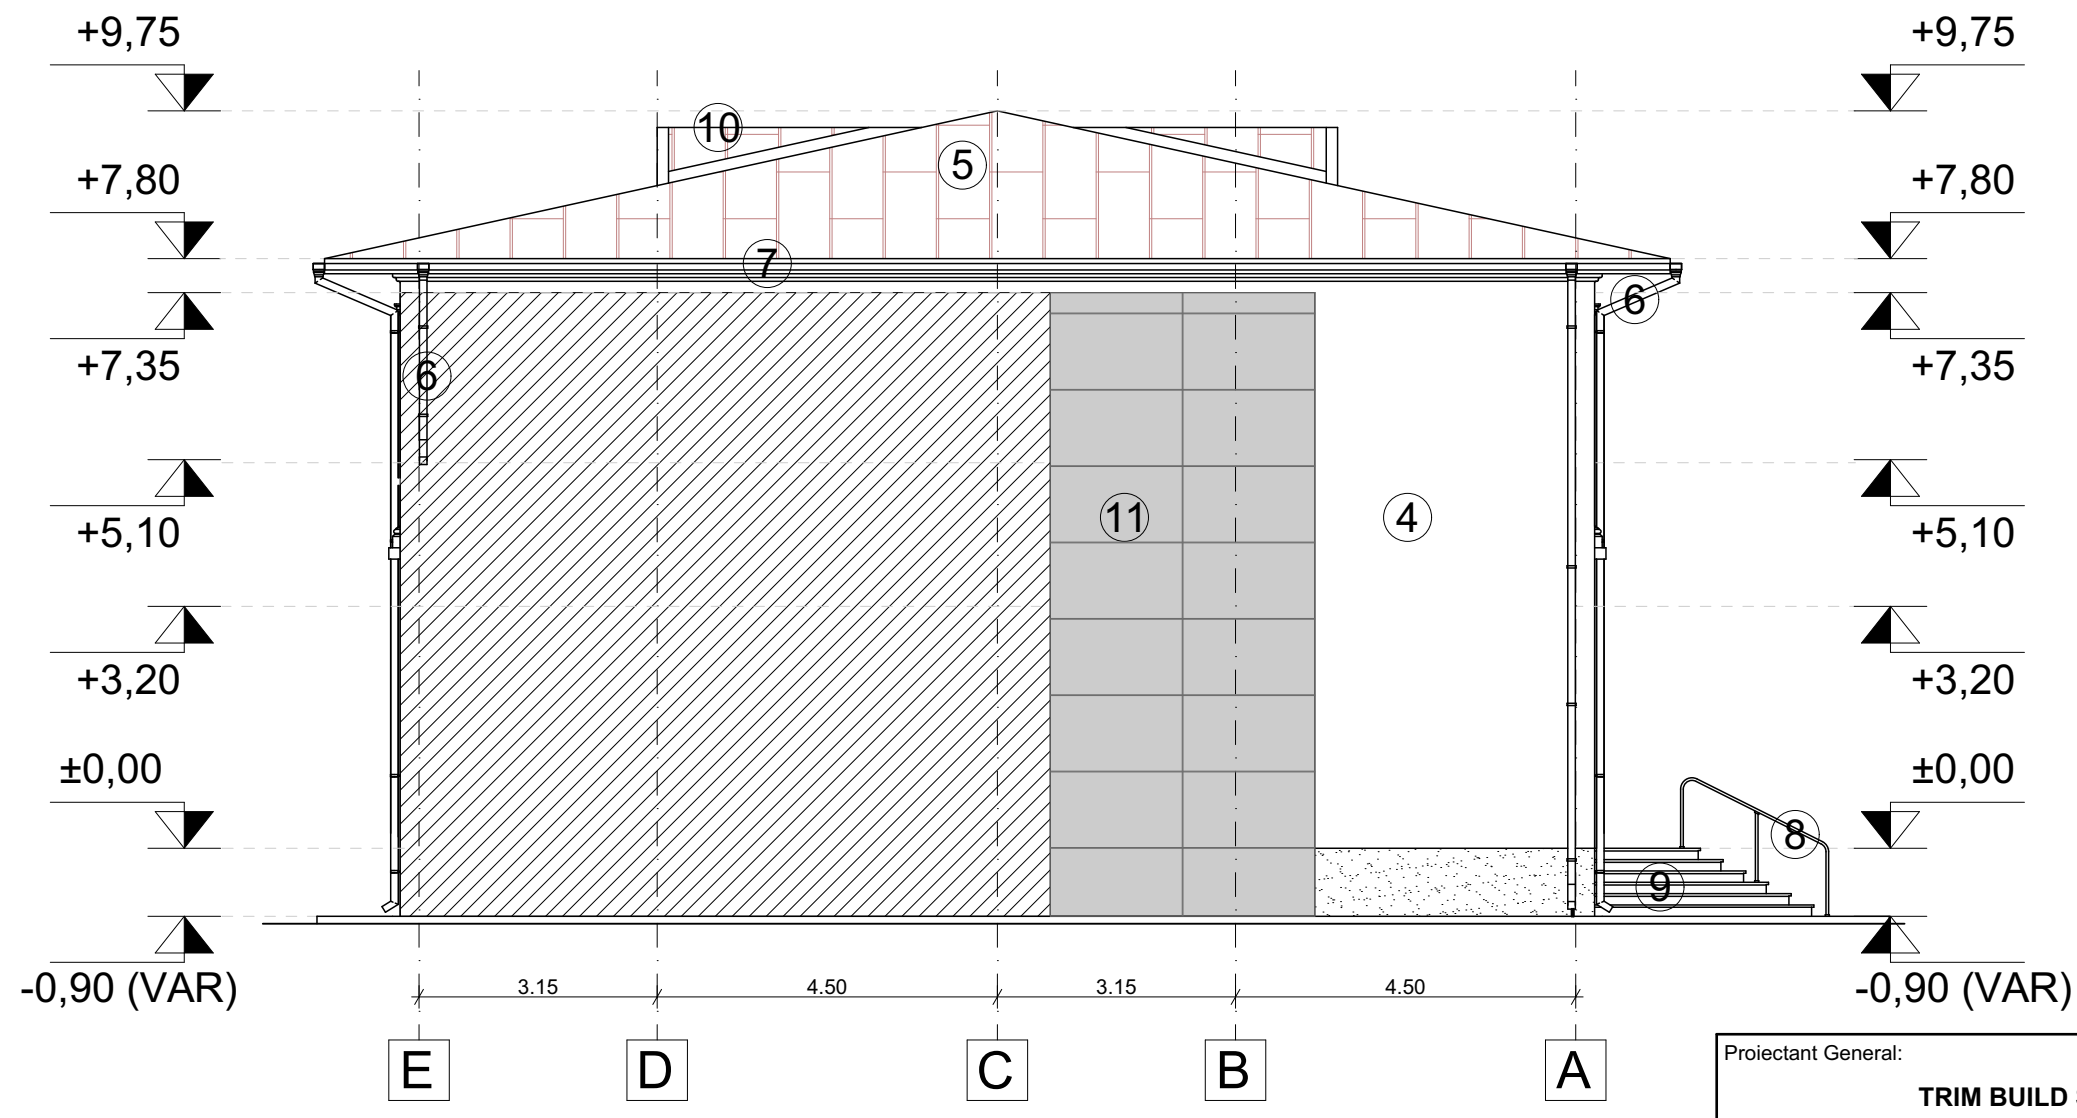 +9,75
+9,75
10
5
+7,80
+7,80
7
6
+7,35
6
+7,35
11
4
+5,10
+5,10
+3,20
+3,20
±0,00
±0,00
8
9
-0,90 (VAR)
3.15
4.50
3.15
4.50
-0,90 (VAR)
E
D
C
B
A
Proiectant General:
TRIM BUILD